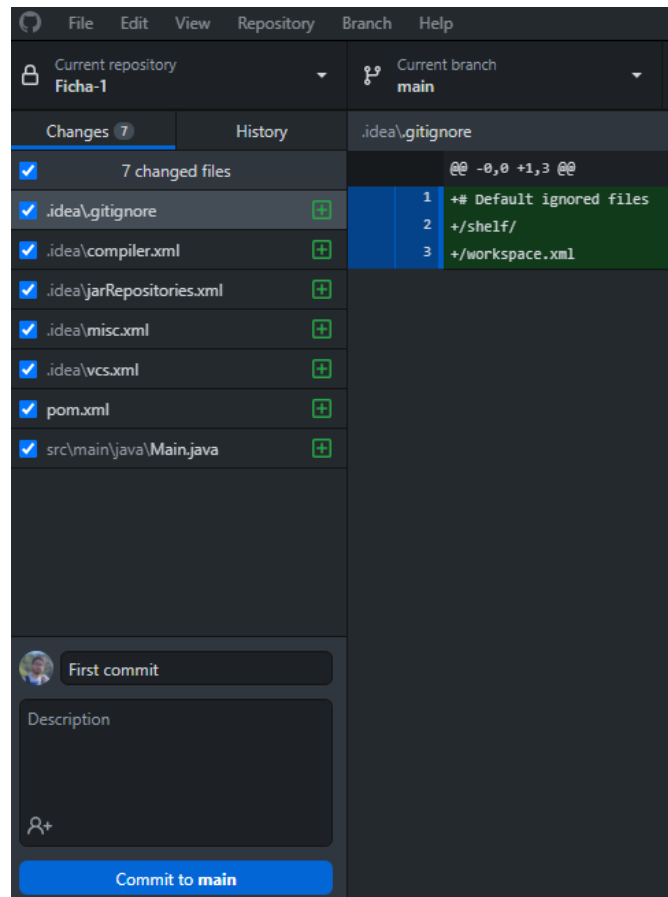 File Edit View Repository Branch Help
Current repository
Ficha-1
Current branch
main
Changes 7 History
7 changed files
.idea\.gitignore
.idea\compiler.xml
.idea\jarRepositories.xml
.idea\misc.xml
.idea\vcs.xml
pom.xml
src\main\java\Main.java
First commit
Description
Commit to main
.idea\.gitignore
@@ -0,0 +1,3 @@
1 +# Default ignored files
2 +/shelf/
3 +/workspace.xml